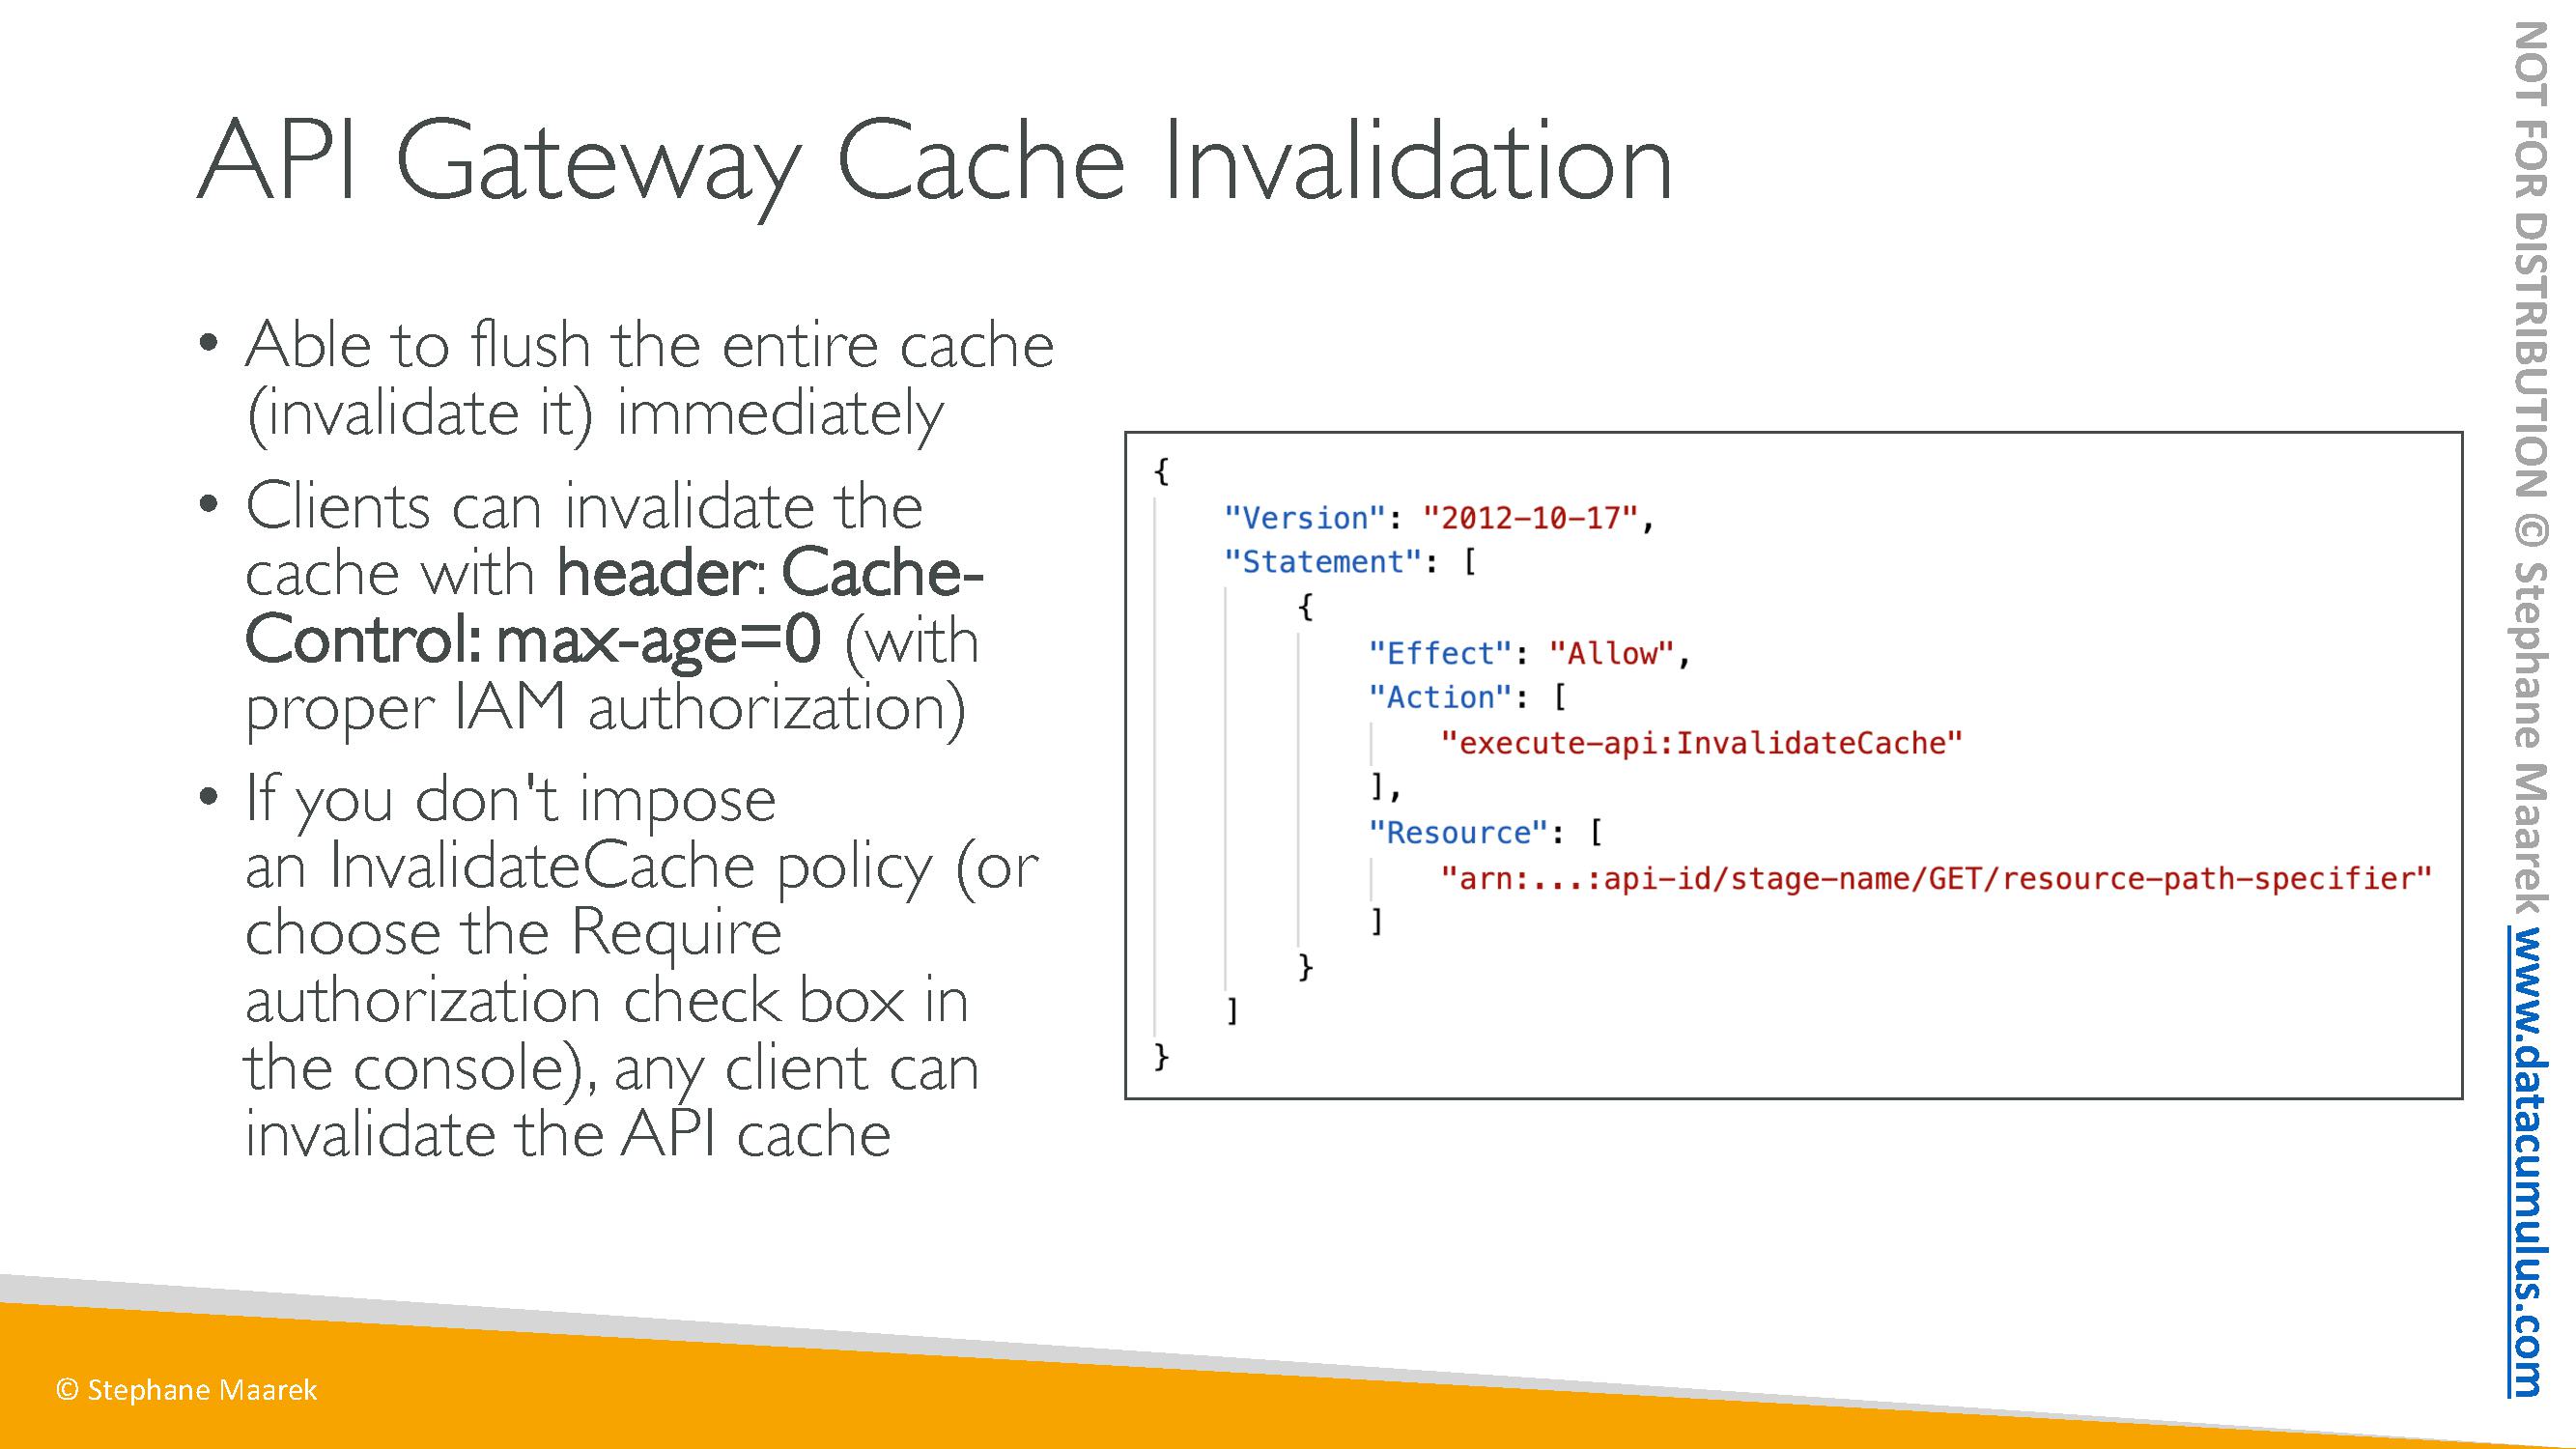 API Gateway Cache Invalidation
• Able to flush the entire cache
(invalidate it) immediately
• Clients can invalidate the
cache with header: Cache-
Control: max-age=0 (with
proper IAM authorization)
• If you don't impose
an InvalidateCache policy (or
choose the Require
authorization check box in
the console), any client can
invalidate the API cache
{
"Version": "2012-10-17",
"Statement": [
{
"Effect": "Allow",
"Action": [
"execute-api:InvalidateCache"
],
"Resource": [
"arn:...:api-id/stage-name/GET/resource-path-specifier"
]
}
]
}
© Stephane Maarek
NOT FOR DISTRIBUTION © Stephane Maarek www.datacumulus.com